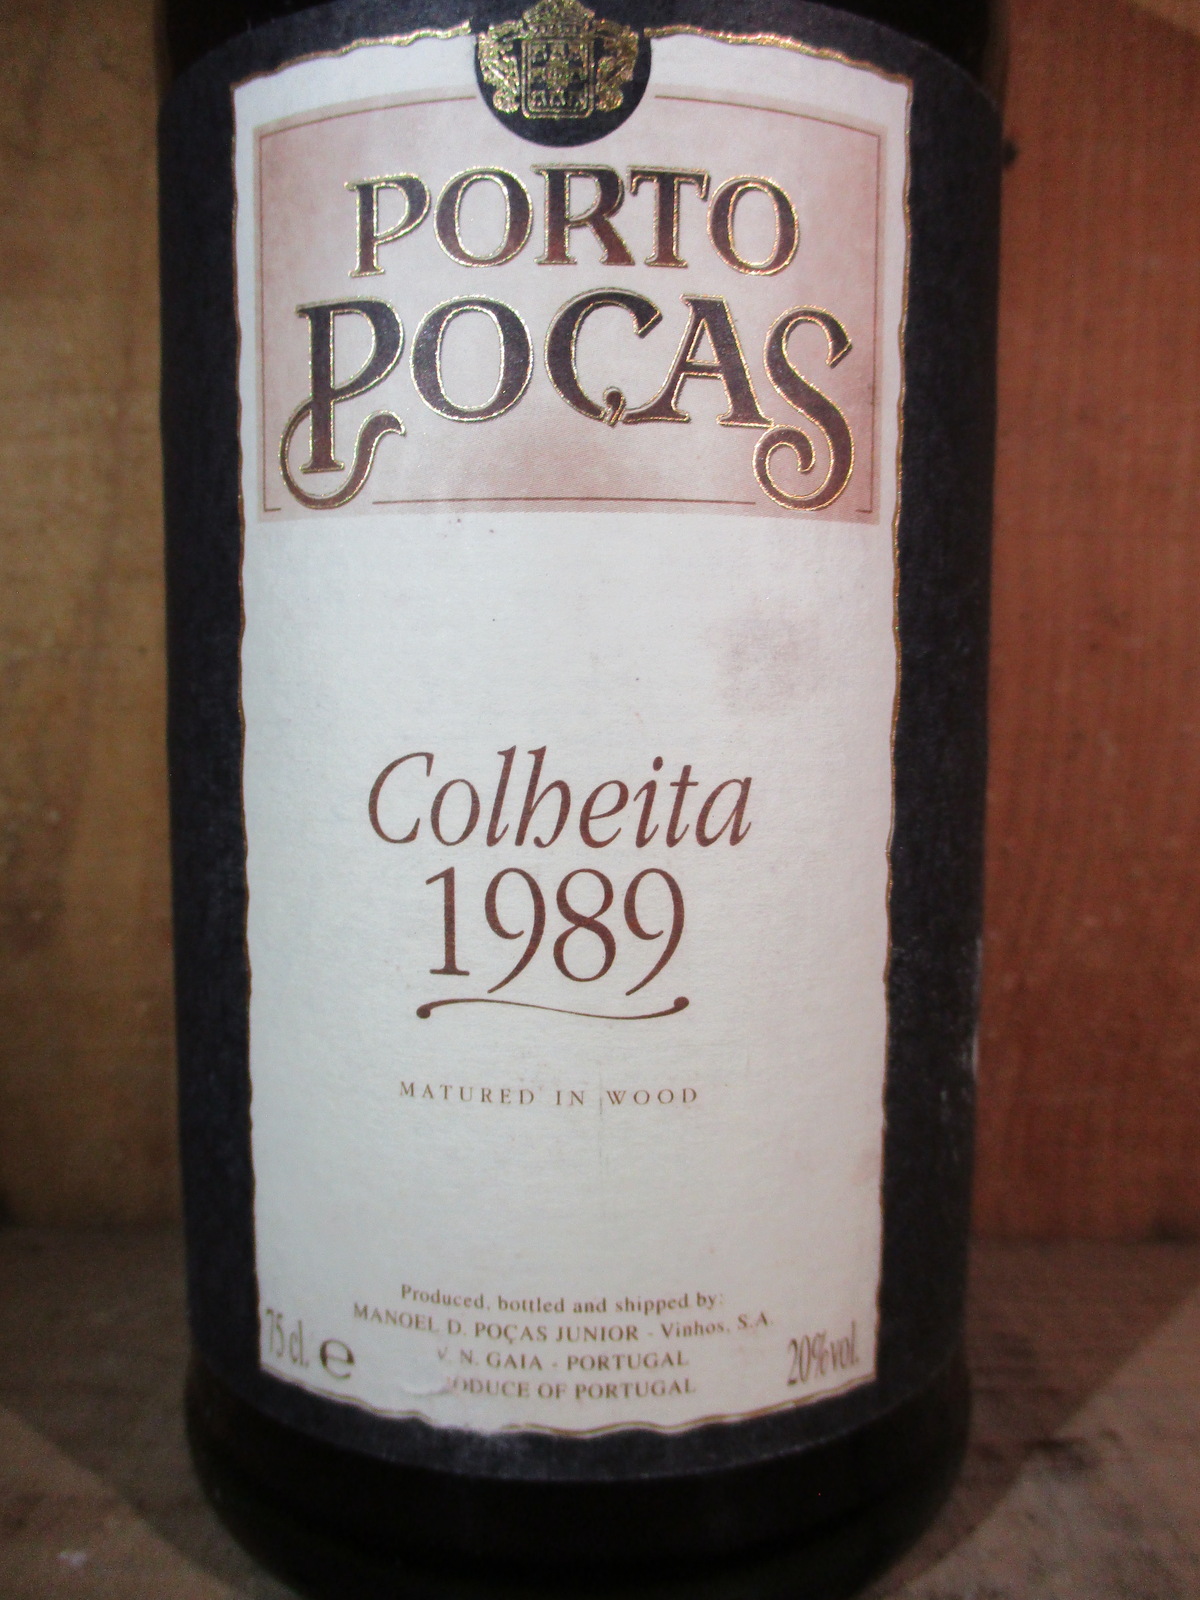 PORTO
POÇAS
Colheita
1989
MATURED IN WOOD
Produced, bottled and shipped by:
MANOEL D. POÇAS JUNIOR - Vinhos, S.A.
V. N. GAIA - PORTUGAL
OF PORTUGAL
75 cl. ℮
20% vol.